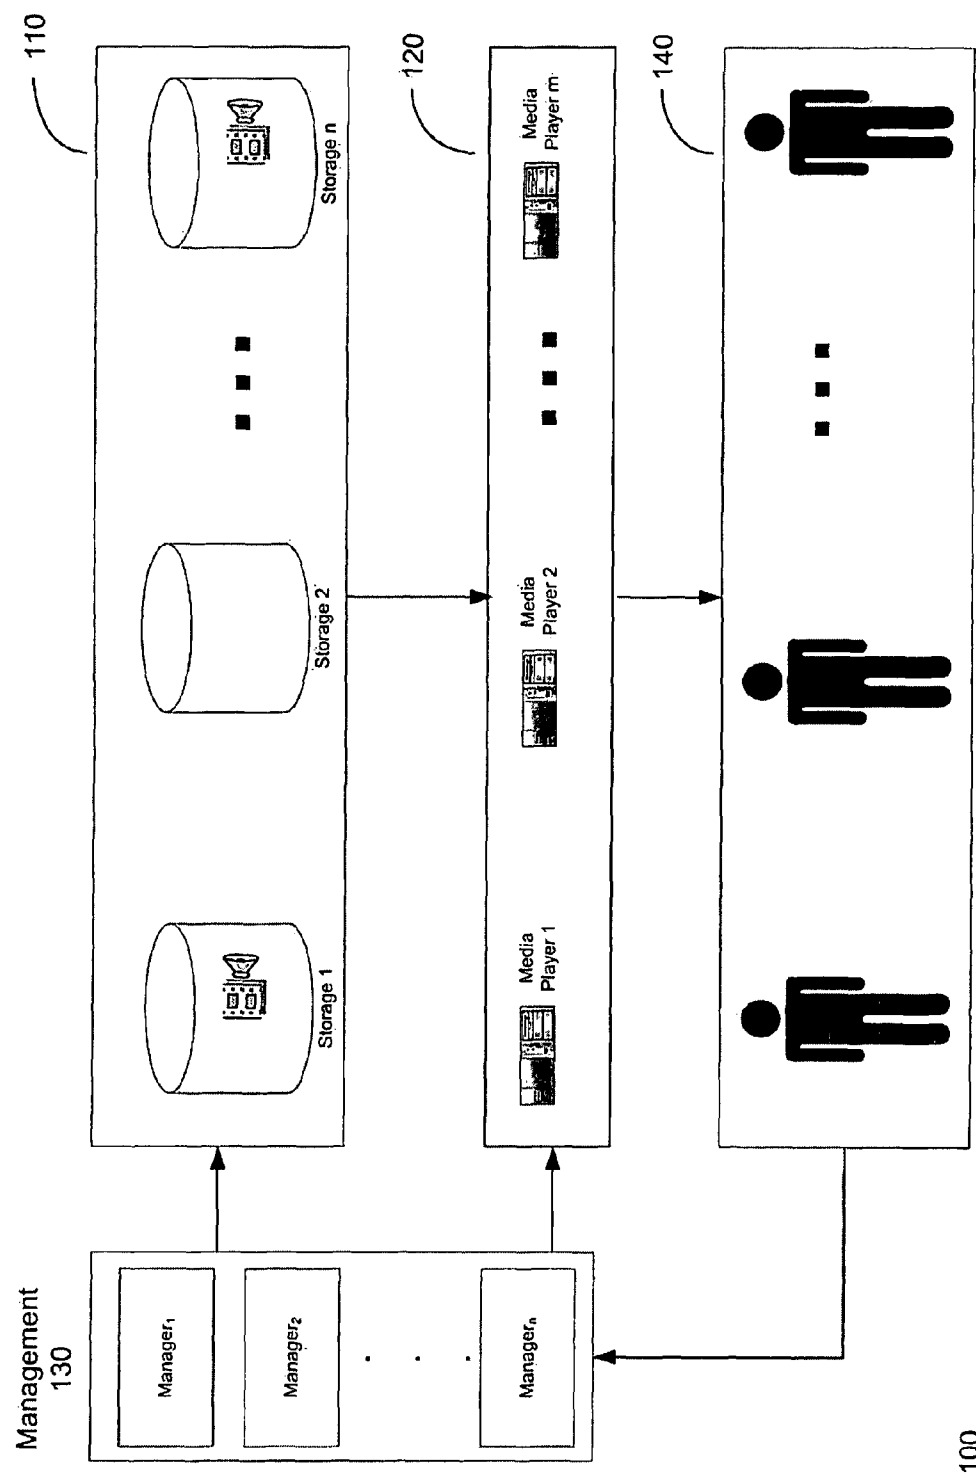 Management
130
Manager1
Manager2
Managern
110
Storage 1
Storage 2
Storage n
120
Media
Player 1
Media
Player 2
Media
Player m
140
100